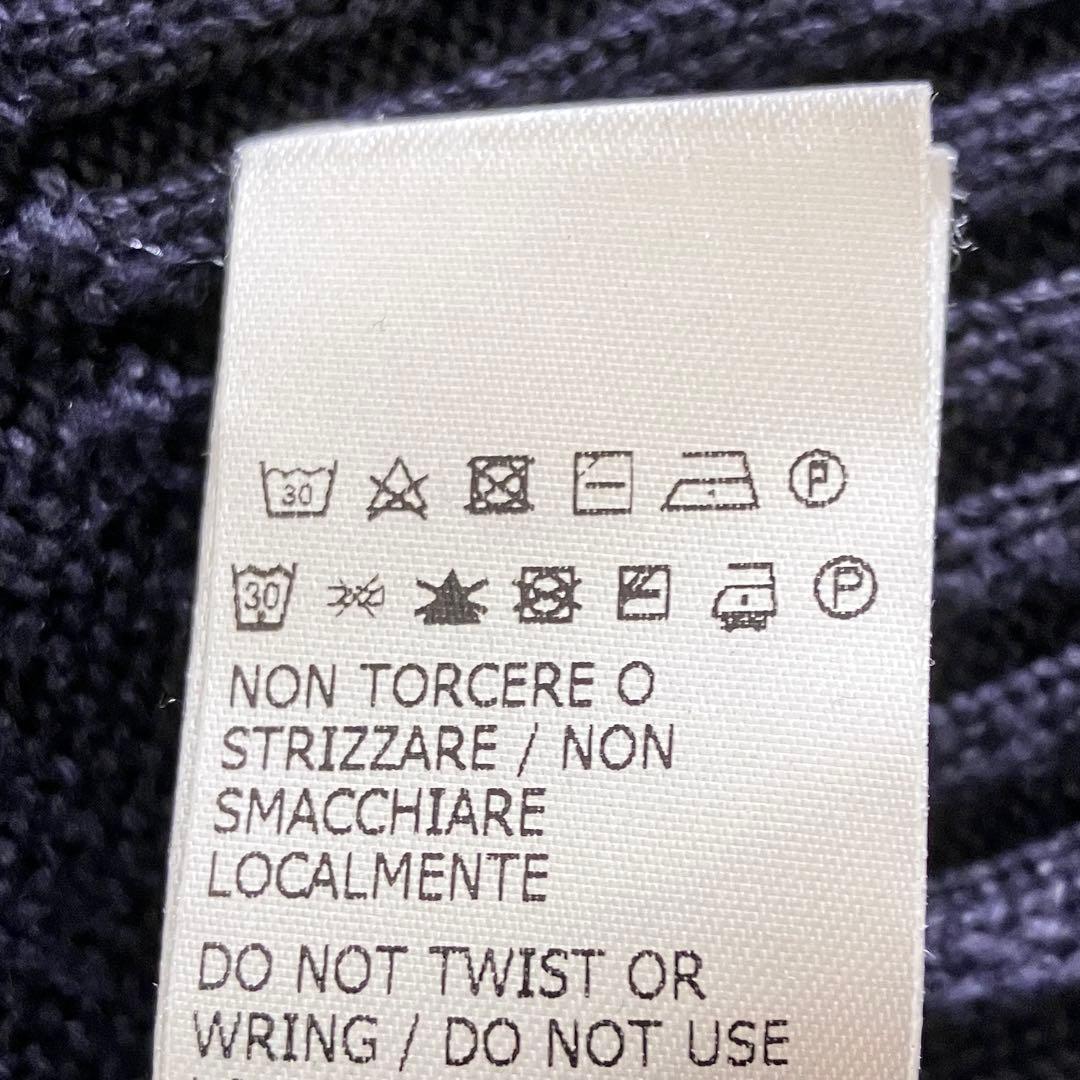 30 P
30 P
NON TORCERE O
STRIZZARE / NON
SMACCHIARE
LOCALMENTE
DO NOT TWIST OR
WRING / DO NOT USE